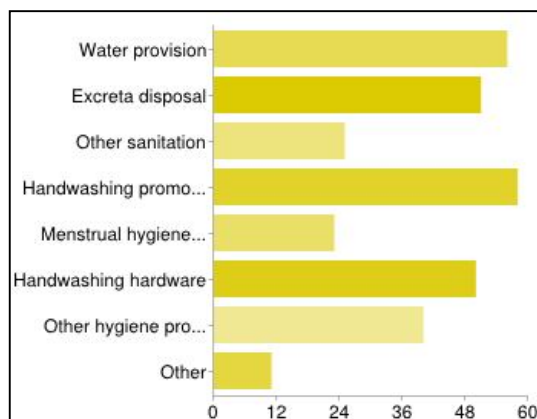 Water provision
Excreta disposal
Other sanitation
Handwashing promo...
Menstrual hygiene...
Handwashing hardware
Other hygiene pro...
Other
0 12 24 36 48 60